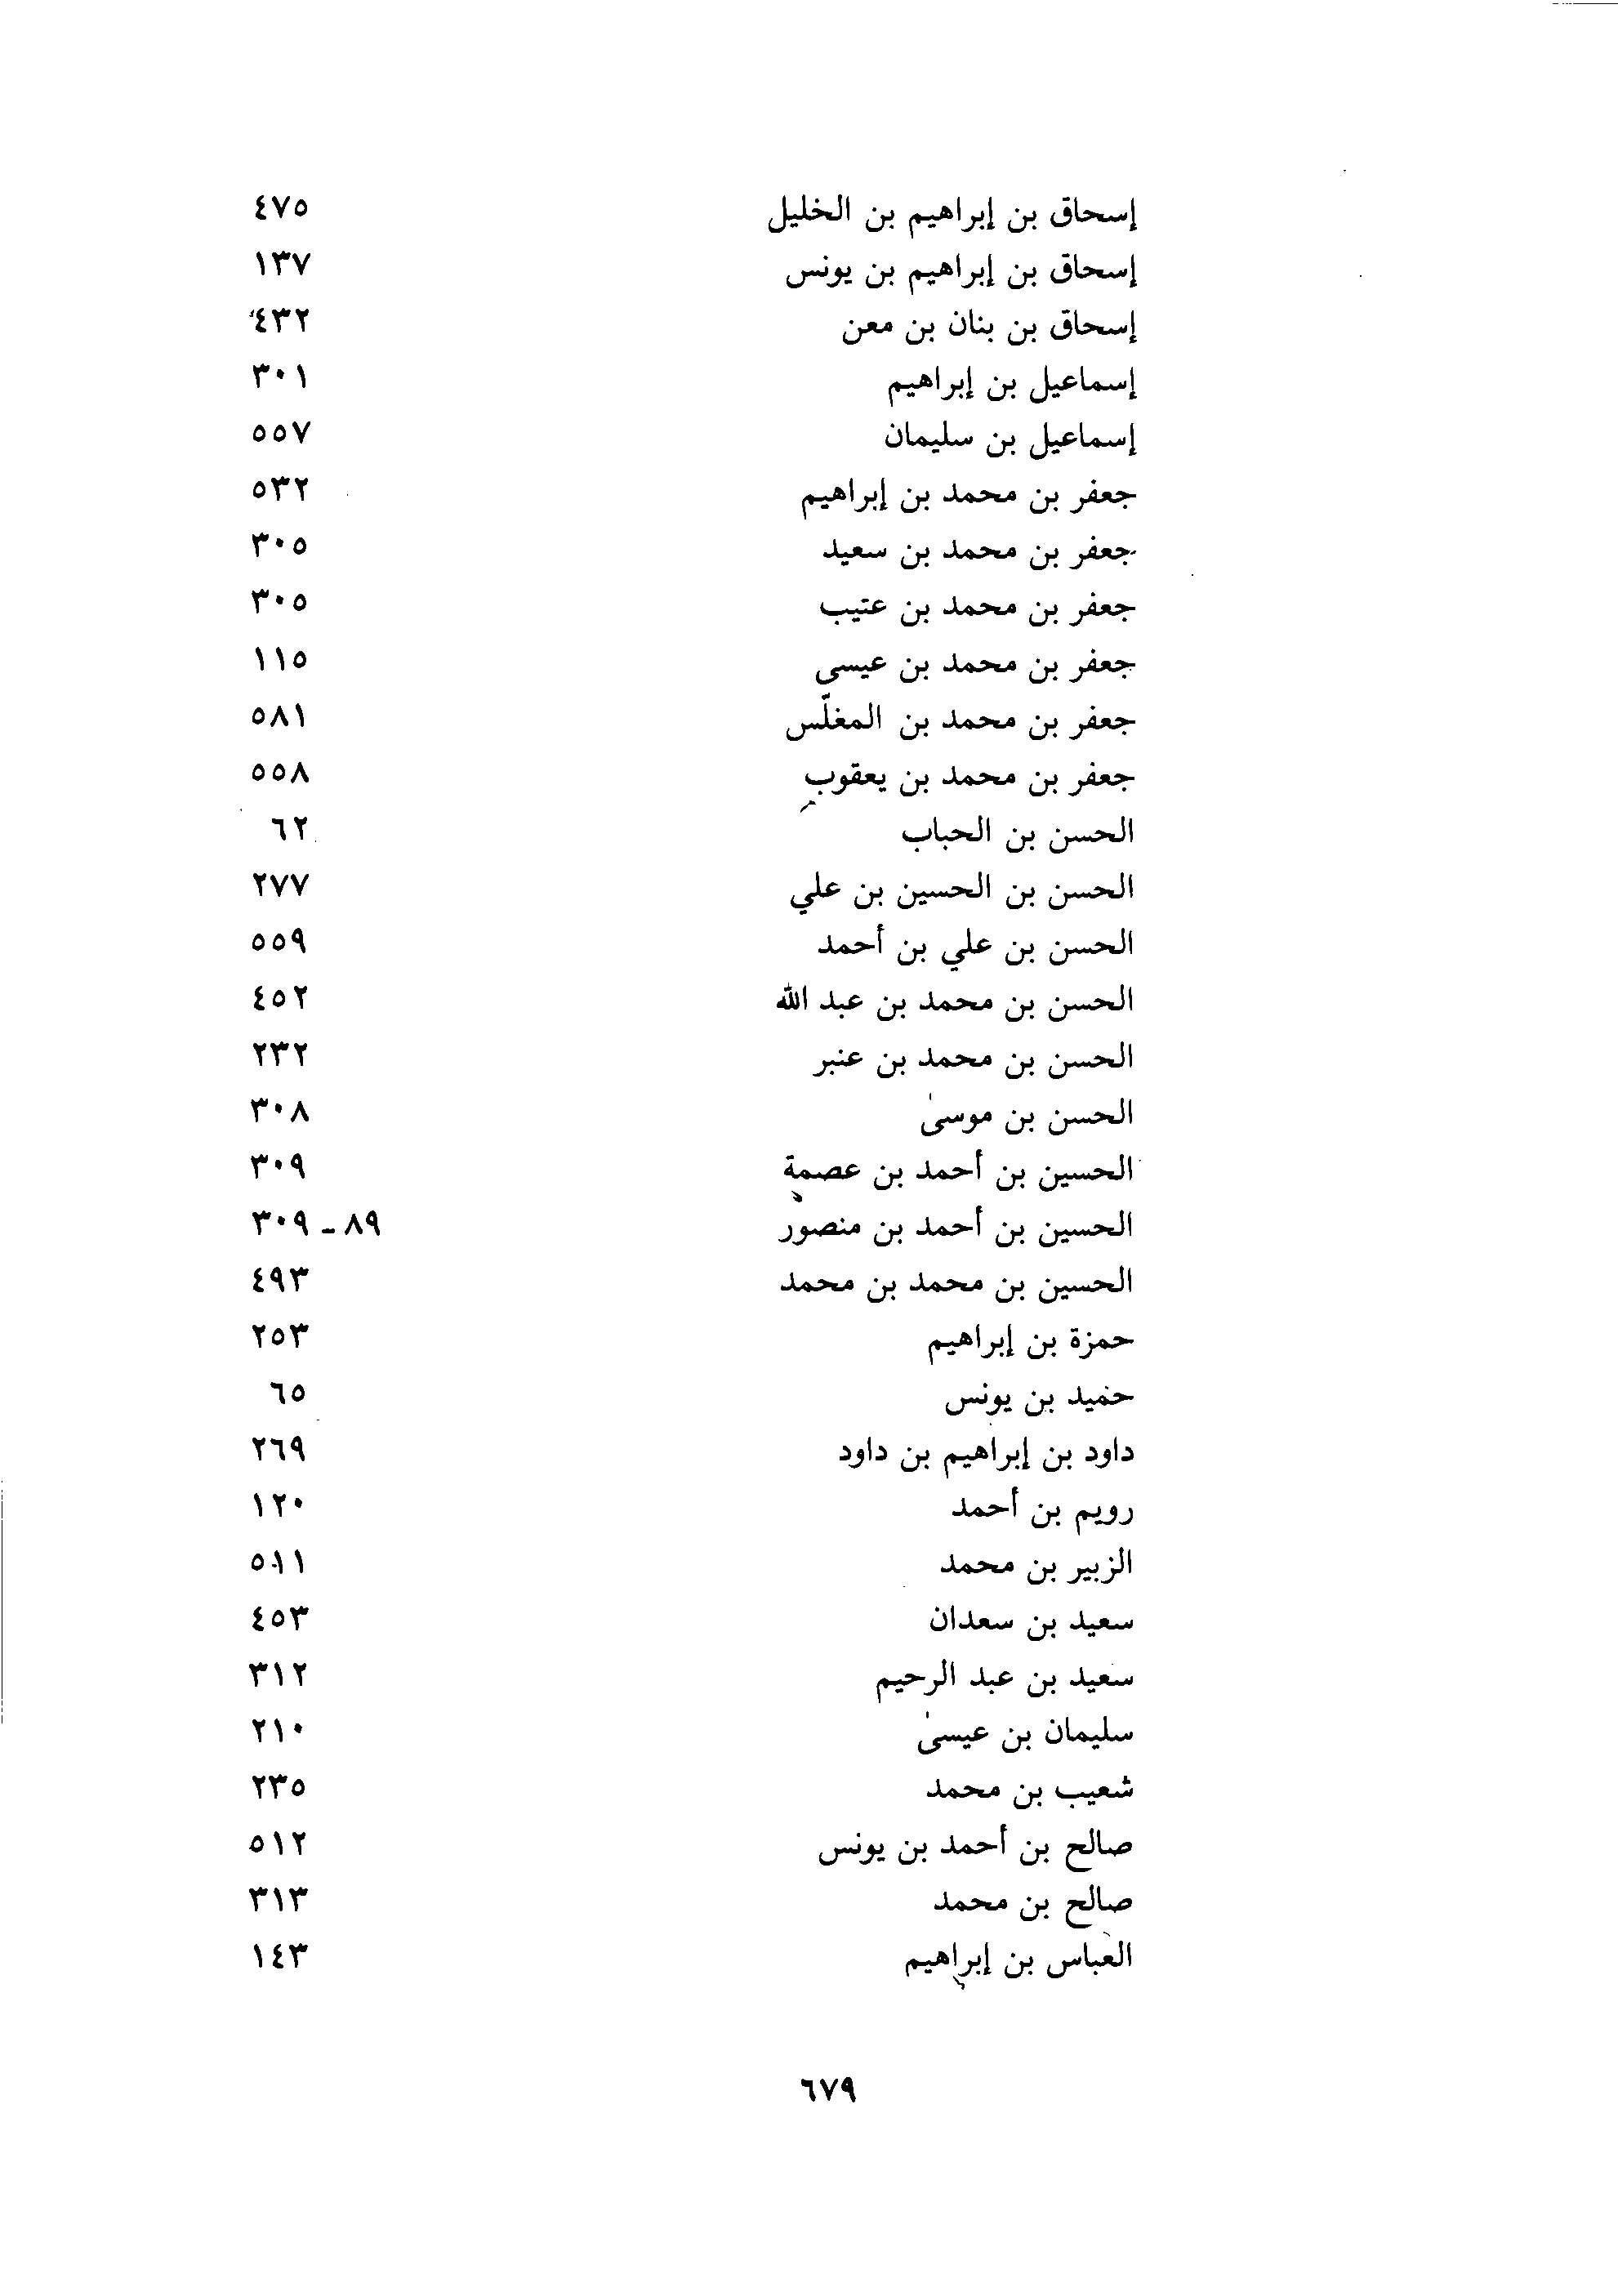 إسحاق بن إبراهيم بن الخليل ٤٧٥
إسحاق بن إبراهيم بن يونس ١٣٧
إسحاق بن بنان بن معن ٤٣٢
إسماعيل بن إبراهيم ٣٠١
إسماعيل بن سليمان ٥٥٧
جعفر بن محمد بن إبراهيم ٥٣٢
جعفر بن محمد بن سعيد ٣٠٥
جعفر بن محمد بن عتيب ٣٠٥
جعفر بن محمد بن عيسى ١١٥
جعفر بن محمد بن المغلّس ٥٨١
جعفر بن محمد بن يعقوب ٥٥٨
الحسن بن الحباب ٦٢
الحسن بن الحسين بن علي ٢٧٧
الحسن بن علي بن أحمد ٥٥٩
الحسن بن محمد بن عبد الله ٤٥٢
الحسن بن محمد بن عنبر ٢٣٢
الحسن بن موسىٰ ٣٠٨
الحسين بن أحمد بن عصمة ٣٠٩
الحسين بن أحمد بن منصور ٨٩ - ٣٠٩
الحسين بن محمد بن محمد ٤٩٣
حمزة بن إبراهيم ٢٥٣
حميد بن يونس ٦٥
داود بن إبراهيم بن داود ٢٦٩
رويم بن أحمد ١٢٠
الزبير بن محمد ٥١١
سعيد بن سعدان ٤٥٣
سعيد بن عبد الرحيم ٣١٢
سليمان بن عيسىٰ ٢١٠
شعيب بن محمد ٢٣٥
صالح بن أحمد بن يونس ٥١٢
صالح بن محمد ٣١٣
العباس بن إبراهيم ١٤٣
٦٧٩